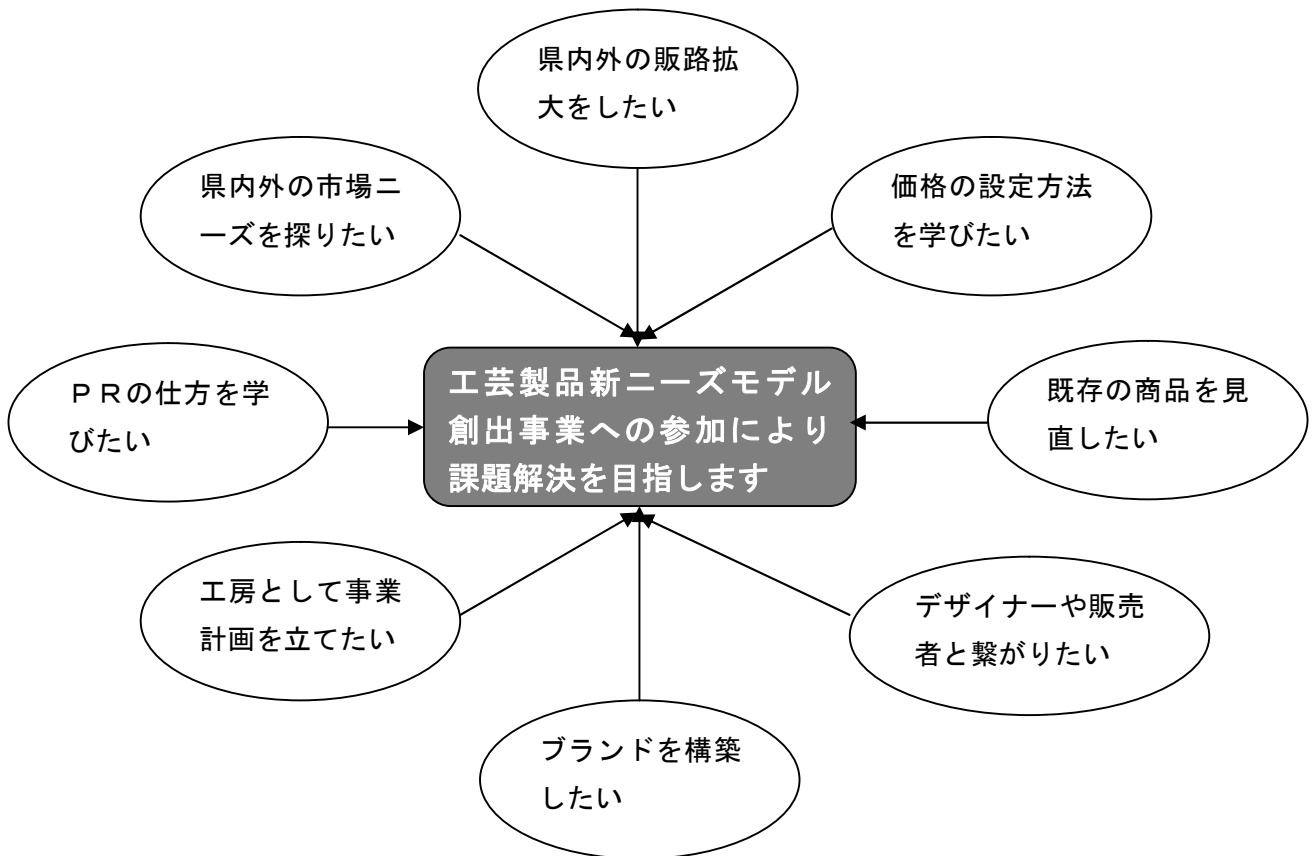 県内外の販路拡
大をしたい
県内外の市場ニ
ーズを探りたい
価格の設定方法
を学びたい
ＰＲの仕方を学
びたい
工芸製品新ニーズモデル
創出事業への参加により
課題解決を目指します
既存の商品を見
直したい
工房として事業
計画を立てたい
デザイナーや販売
者と繋がりたい
ブランドを構築
したい